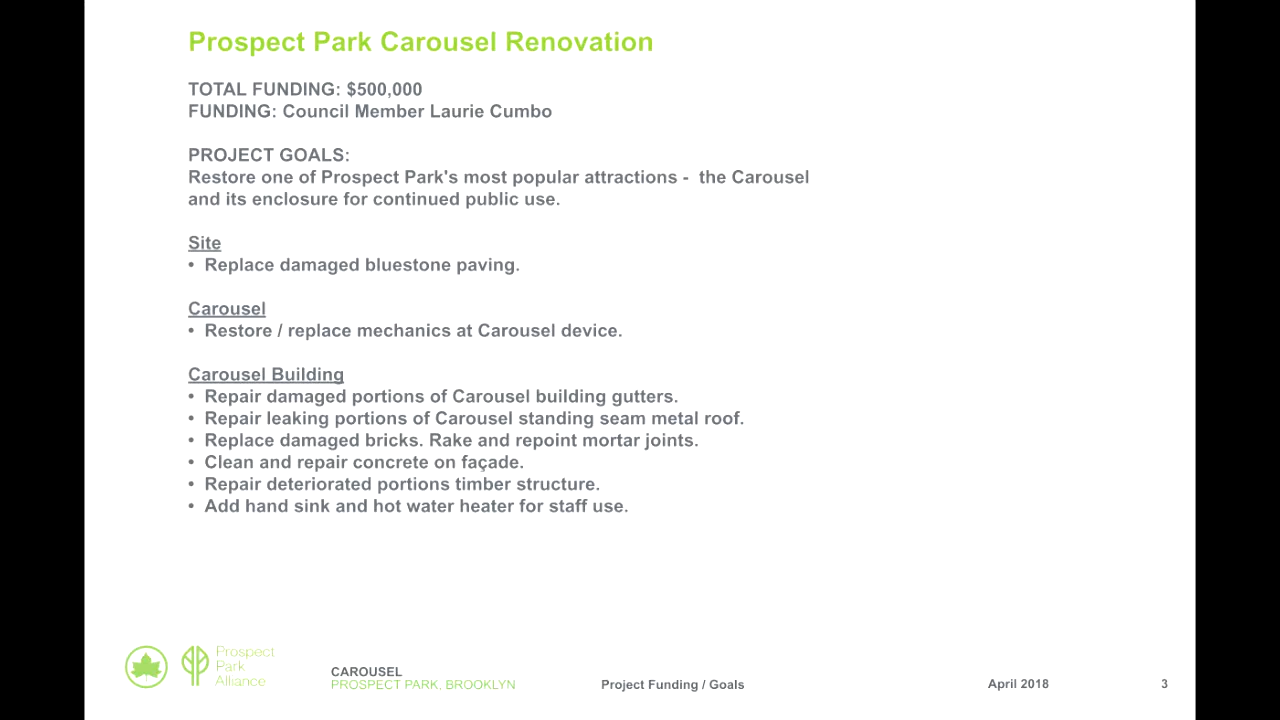 Prospect Park Carousel Renovation
TOTAL FUNDING: $500,000
FUNDING: Council Member Laurie Cumbo
PROJECT GOALS:
Restore one of Prospect Park's most popular attractions -  the Carousel
and its enclosure for continued public use.
Site
• Replace damaged bluestone paving.
Carousel
• Restore / replace mechanics at Carousel device.
Carousel Building
• Repair damaged portions of Carousel building gutters.
• Repair leaking portions of Carousel standing seam metal roof.
• Replace damaged bricks. Rake and repoint mortar joints.
• Clean and repair concrete on façade.
• Repair deteriorated portions timber structure.
• Add hand sink and hot water heater for staff use.
Prospect
Park
Alliance
CAROUSEL
PROSPECT PARK, BROOKLYN
Project Funding / Goals
April 2018
3